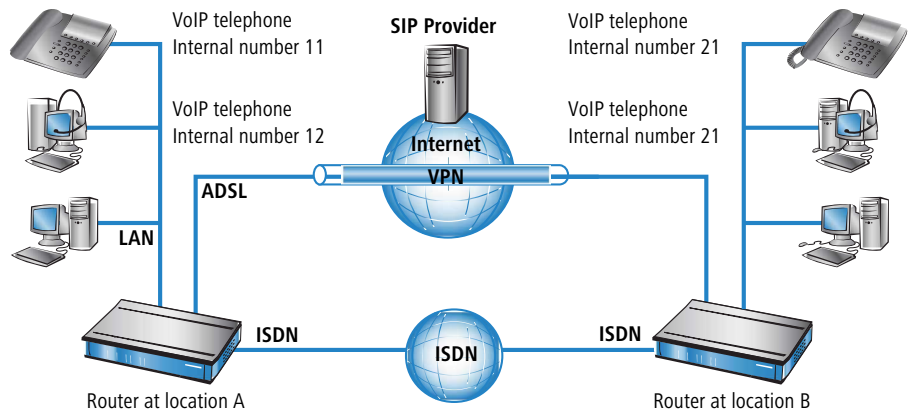 VoIP telephone
Internal number 11
SIP Provider
VoIP telephone
Internal number 21
VoIP telephone
Internal number 12
VoIP telephone
Internal number 21
Internet
VPN
ADSL
LAN
ISDN
ISDN
ISDN
Router at location A
Router at location B